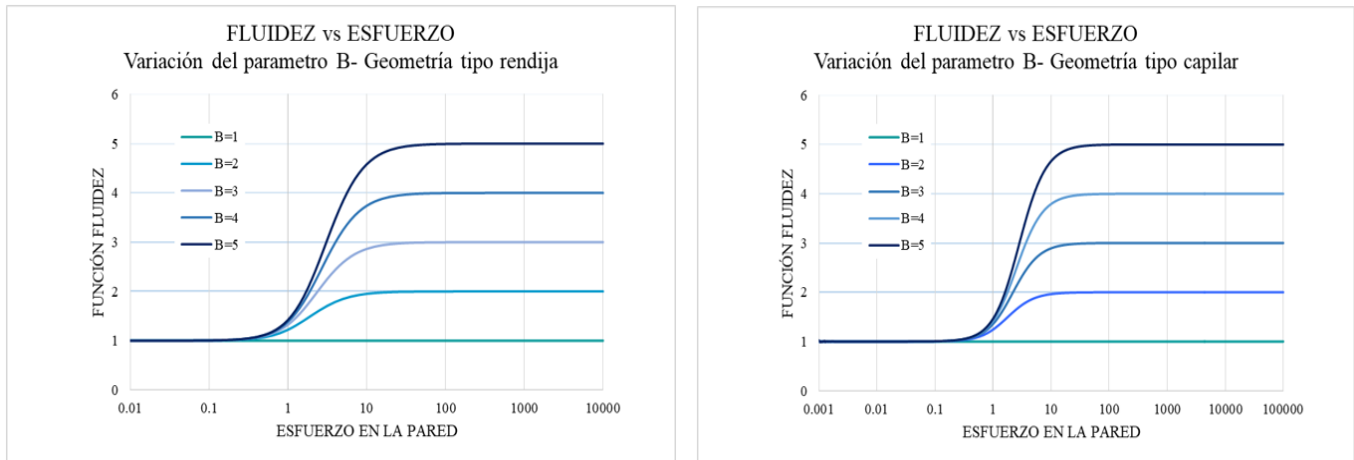 FLUIDEZ vs ESFUERZO
Variación del parametro B- Geometría tipo rendija
6
5
4
3
2
1
0
FUNCIÓN FLUIDEZ
B=1
B=2
B=3
B=4
B=5
0.01 0.1 1 10 100 1000 10000
ESFUERZO EN LA PARED
FLUIDEZ vs ESFUERZO
Variación del parametro B- Geometría tipo capilar
6
5
4
3
2
1
0
FUNCIÓN FLUIDEZ
B=1
B=2
B=3
B=4
B=5
0.001 0.01 0.1 1 10 100 1000 10000 100000
ESFUERZO EN LA PARED